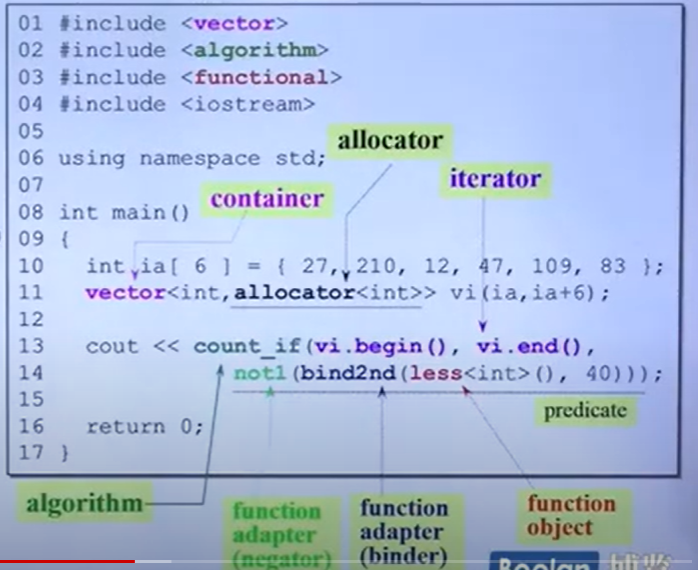 01 #include <vector>
02 #include <algorithm>
03 #include <functional>
04 #include <iostream>
05
06 using namespace std;
07
08 int main()
09 {
10 int ia[ 6 ] = { 27, 210, 12, 47, 109, 83 };
11 vector<int,allocator<int>> vi(ia,ia+6);
12
13 cout << count_if(vi.begin(), vi.end(),
14 not1(bind2nd(less<int>(), 40)));
15
16 return 0;
17 }
allocator
iterator
container
predicate
algorithm
function
adapter
(negator)
function
adapter
(binder)
function
object
Boolan 博览